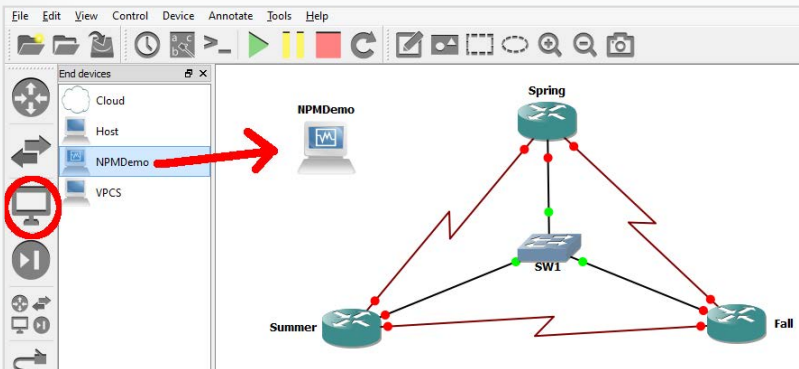 File Edit View Control Device Annotate Tools Help
End devices
Cloud
Host
NPMDemo
VPCS
NPMDemo
Spring
SW1
Summer
Fall